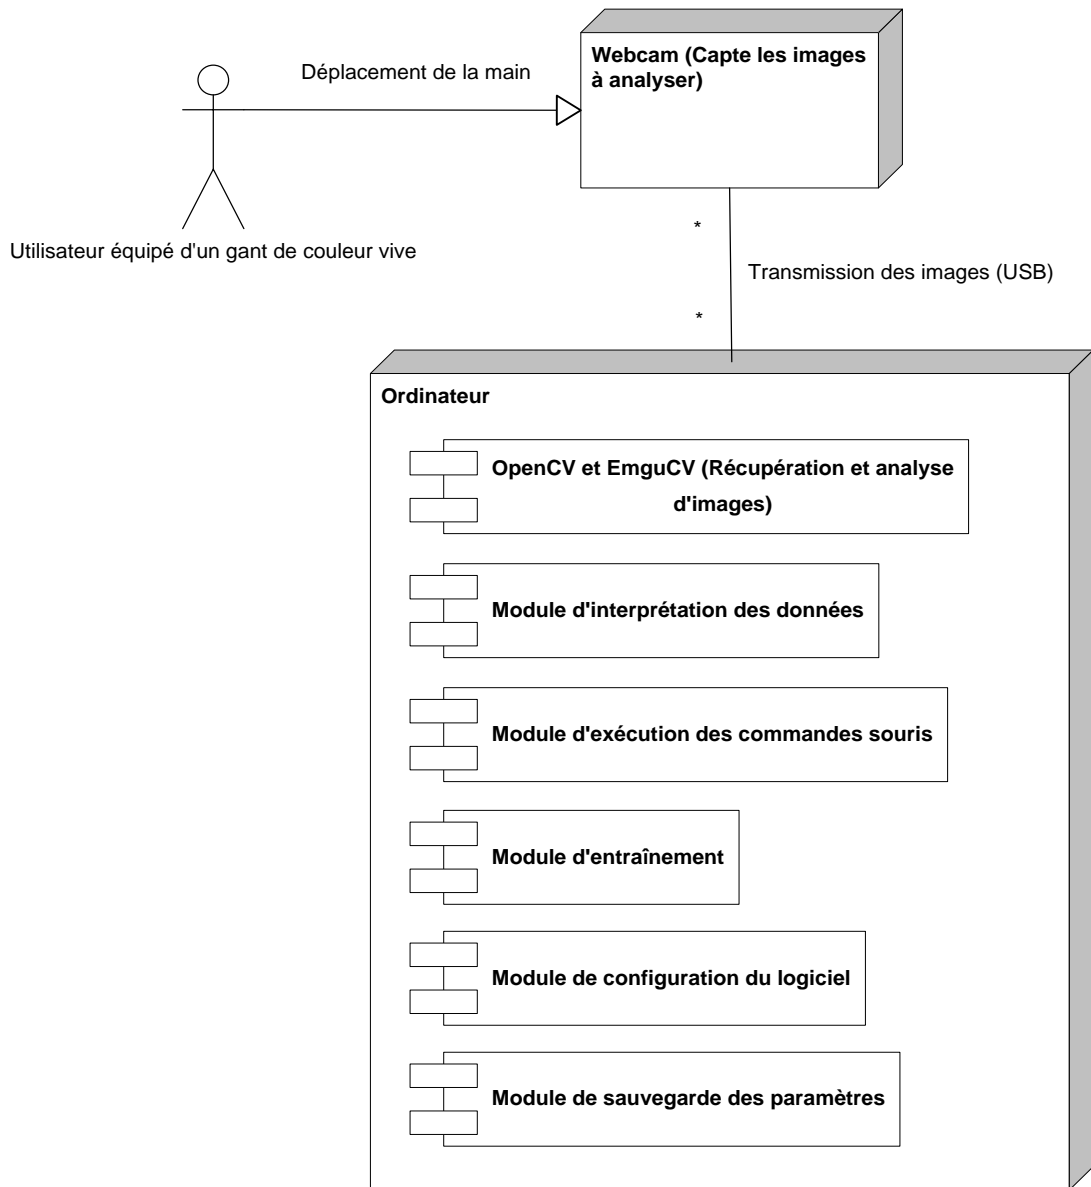 Webcam (Capte les images
à analyser)
Déplacement de la main
Utilisateur équipé d'un gant de couleur vive
*
Transmission des images (USB)
*
Ordinateur
OpenCV et EmguCV (Récupération et analyse
d'images)
Module d'interprétation des données
Module d'exécution des commandes souris
Module d'entraînement
Module de configuration du logiciel
Module de sauvegarde des paramètres